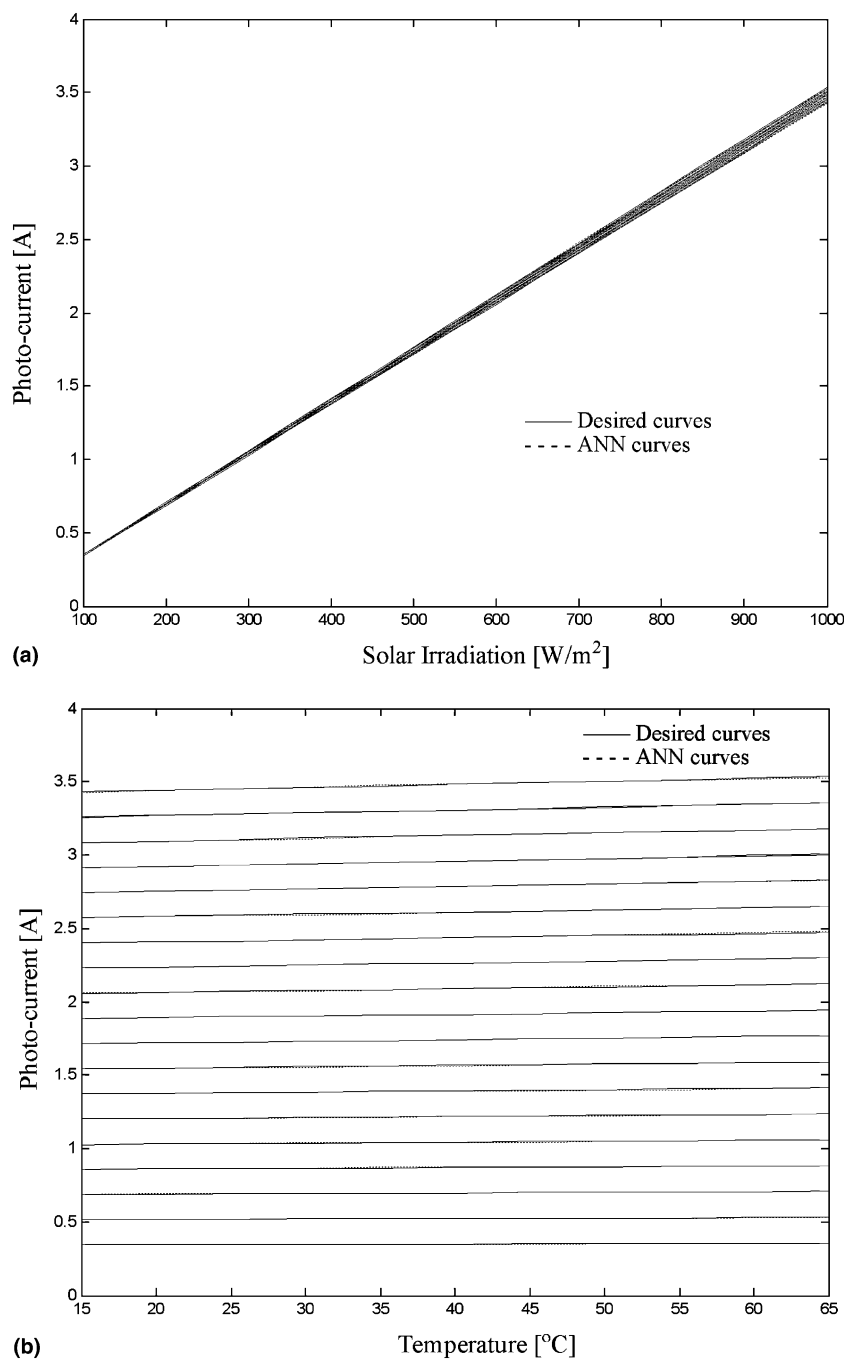 4
3.5
3
2.5
2
1.5
1
0.5
0
Photo-current [A]
Desired curves
ANN curves
100 200 300 400 500 600 700 800 900 1000
(a)
Solar Irradiation [W/m²]
4
3.5
3
2.5
2
1.5
1
0.5
0
Photo-current [A]
Desired curves
ANN curves
15 20 25 30 35 40 45 50 55 60 65
(b)
Temperature [°C]